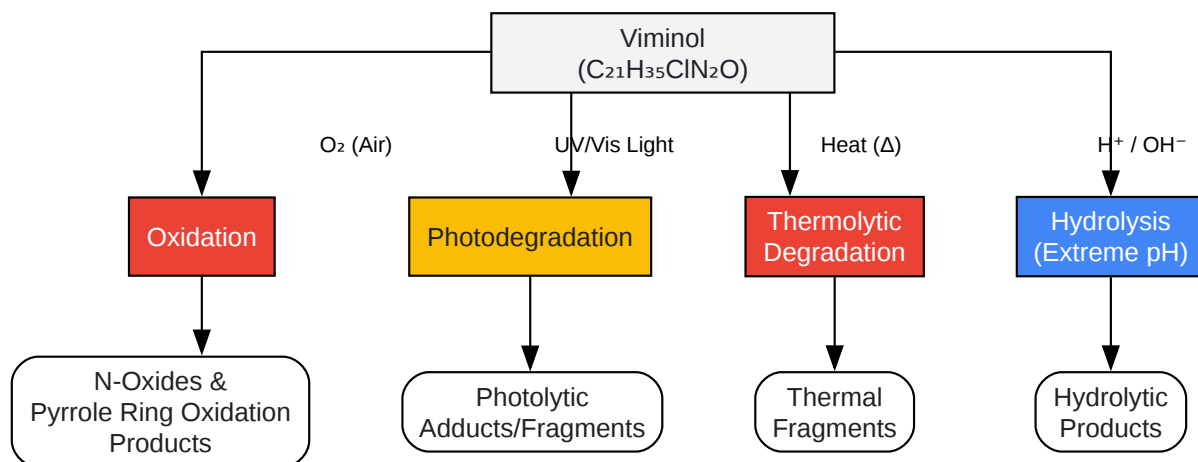 Viminol
(C₂₁H₃₅ClN₂O)
O₂ (Air)
UV/Vis Light
Heat (Δ)
H⁺ / OH⁻
Oxidation
Photodegradation
Thermolytic
Degradation
Hydrolysis
(Extreme pH)
N-Oxides &
Pyrrole Ring Oxidation
Products
Photolytic
Adducts/Fragments
Thermal
Fragments
Hydrolytic
Products